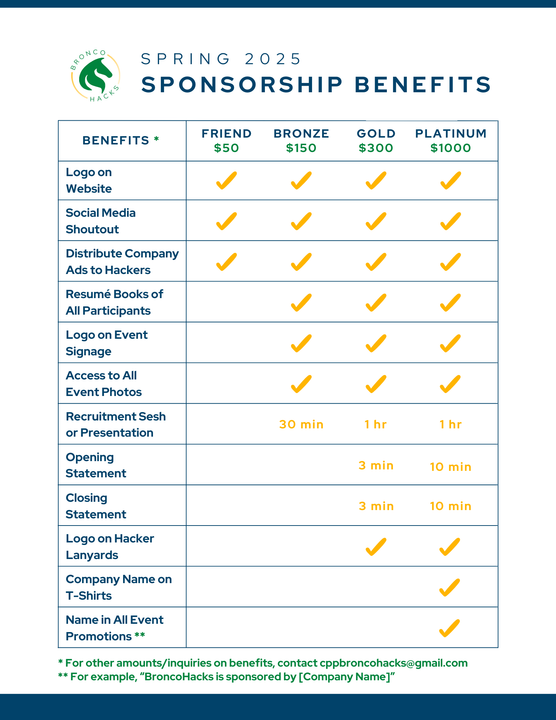 BRONCO
HACKS
SPRING 2025
SPONSORSHIP BENEFITS
BENEFITS * FRIEND BRONZE GOLD PLATINUM
$50 $150 $300 $1000
Logo on
Website
Social Media
Shoutout
Distribute Company
Ads to Hackers
Resumé Books of
All Participants
Logo on Event
Signage
Access to All
Event Photos
Recruitment Sesh
or Presentation
30 min 1 hr 1 hr
Opening
Statement
3 min 10 min
Closing
Statement
3 min 10 min
Logo on Hacker
Lanyards
Company Name on
T-Shirts
Name in All Event
Promotions **
* For other amounts/inquiries on benefits, contact cppbroncohacks@gmail.com
** For example, “BroncoHacks is sponsored by [Company Name]”